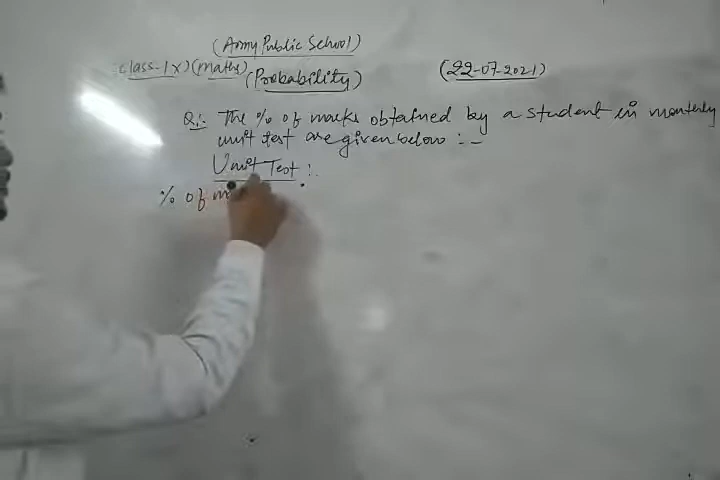 (Army Public School)
Class-IX) (Maths) (Probability) (22-07-2021)
Q:- The % of marks obtained by a student in monthly
unit test are given below :-
Unit Test :-
% of m